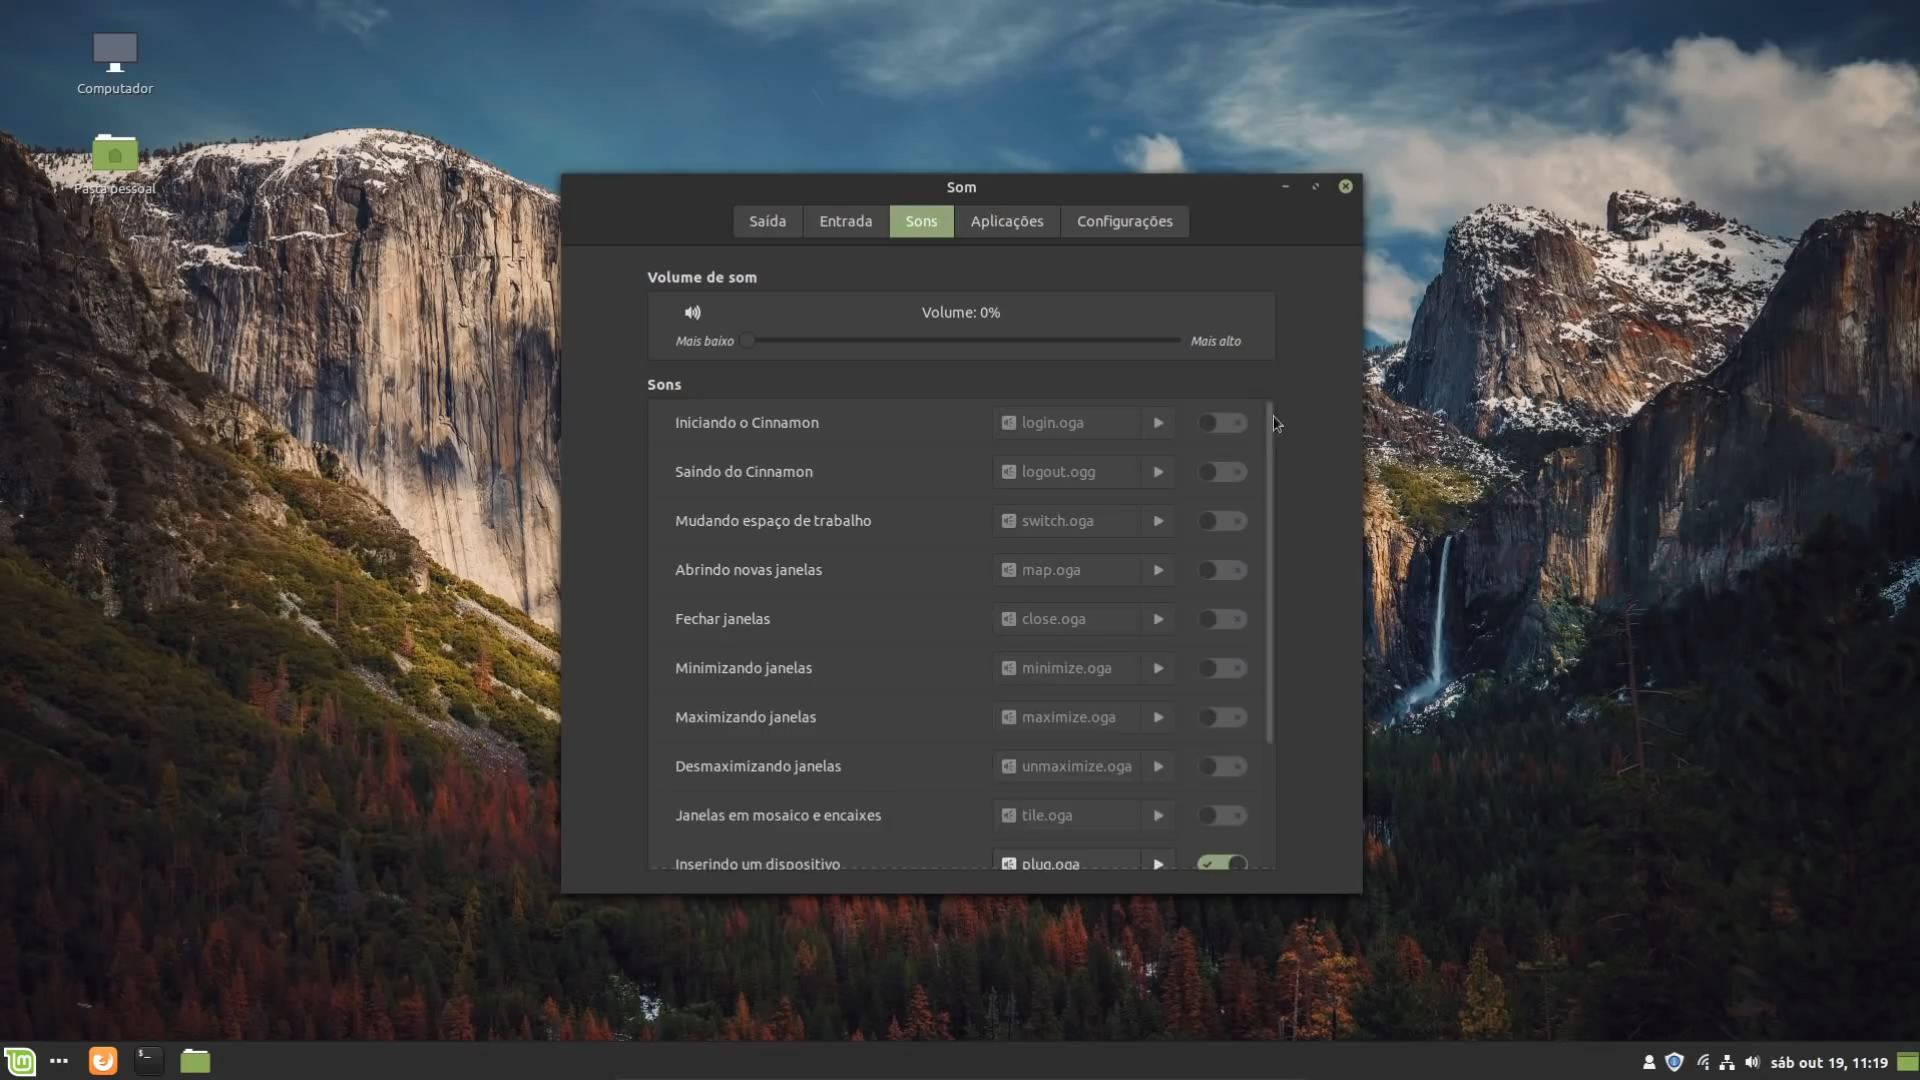 Computador
Pasta pessoal
Som
Saída
Entrada
Sons
Aplicações
Configurações
Volume de som
Volume: 0%
Mais baixo
Mais alto
Sons
Iniciando o Cinnamon
login.oga
Saindo do Cinnamon
logout.ogg
Mudando espaço de trabalho
switch.oga
Abrindo novas janelas
map.oga
Fechar janelas
close.oga
Minimizando janelas
minimize.oga
Maximizando janelas
maximize.oga
Desmaximizando janelas
unmaximize.oga
Janelas em mosaico e encaixes
tile.oga
Inserindo um dispositivo
plug.oga
$_
sáb out 19, 11:19